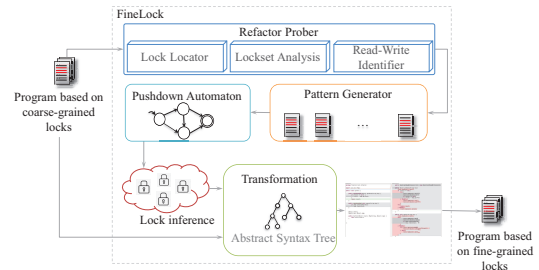 FineLock
Refactor Prober
Lock Locator
Lockset Analysis
Read-Write
Identifier
Program based on
coarse-grained
locks
Pushdown Automaton
Pattern Generator
...
Lock inference
Transformation
Abstract Syntax Tree
Program based
on fine-grained
locks